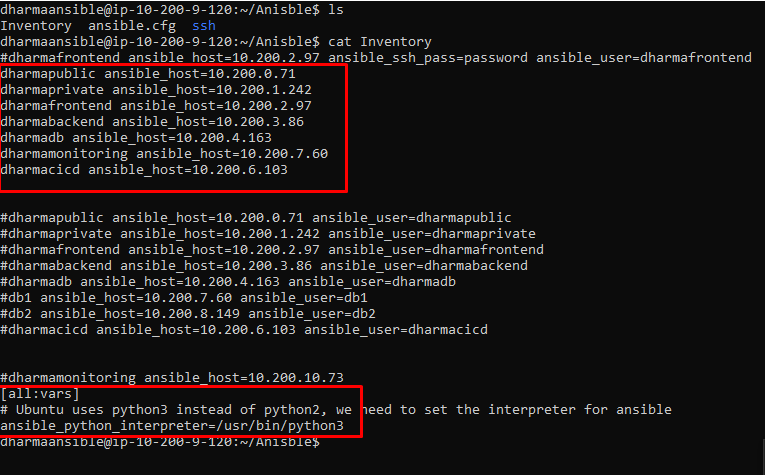 dharmaansible@ip-10-200-9-120:~/Anisble$ ls
Inventory ansible.cfg ssh
dharmaansible@ip-10-200-9-120:~/Anisble$ cat Inventory
#dharmafrontend ansible_host=10.200.2.97 ansible_ssh_pass=password ansible_user=dharmafrontend
dharmapublic ansible_host=10.200.0.71
dharmaprivate ansible_host=10.200.1.242
dharmafrontend ansible_host=10.200.2.97
dharmabackend ansible_host=10.200.3.86
dharmadb ansible_host=10.200.4.163
dharmamonitoring ansible_host=10.200.7.60
dharmacicd ansible_host=10.200.6.103
#dharmapublic ansible_host=10.200.0.71 ansible_user=dharmapublic
#dharmaprivate ansible_host=10.200.1.242 ansible_user=dharmaprivate
#dharmafrontend ansible_host=10.200.2.97 ansible_user=dharmafrontend
#dharmabackend ansible_host=10.200.3.86 ansible_user=dharmabackend
#dharmadb ansible_host=10.200.4.163 ansible_user=dharmadb
#db1 ansible_host=10.200.7.60 ansible_user=db1
#db2 ansible_host=10.200.8.149 ansible_user=db2
#dharmacicd ansible_host=10.200.6.103 ansible_user=dharmacicd
#dharmamonitoring ansible_host=10.200.10.73
[all:vars]
# Ubuntu uses python3 instead of python2, we need to set the interpreter for ansible
ansible_python_interpreter=/usr/bin/python3
dharmaansible@ip-10-200-9-120:~/Anisble$